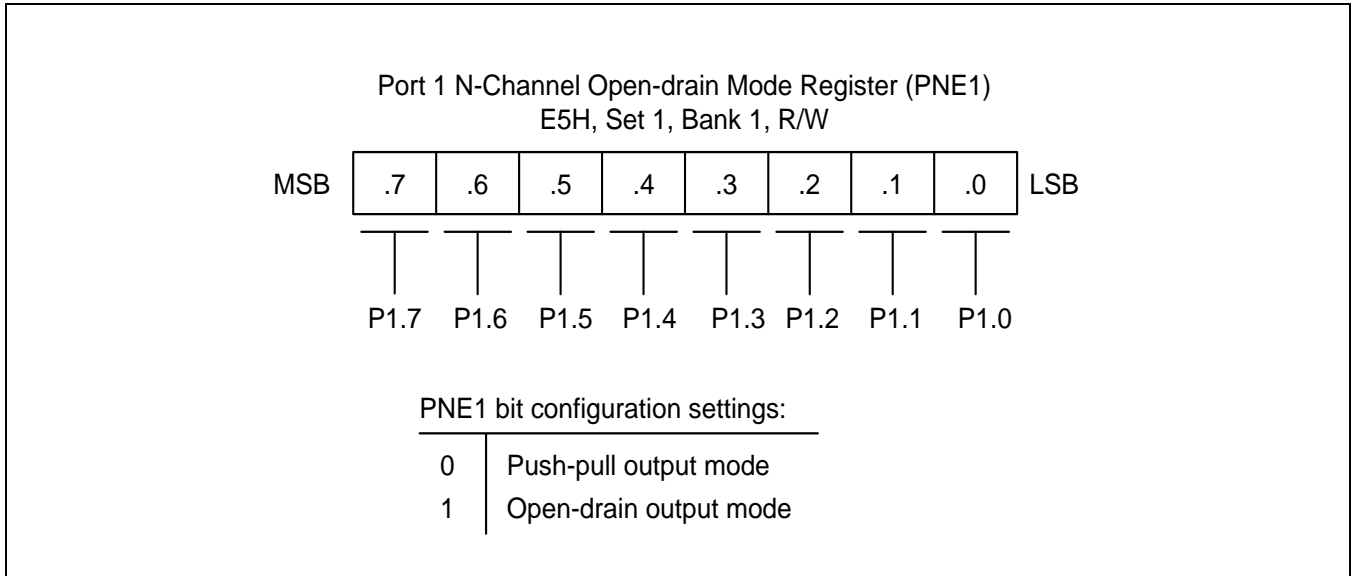 Port 1 N-Channel Open-drain Mode Register (PNE1)
E5H, Set 1, Bank 1, R/W
MSB .7 .6 .5 .4 .3 .2 .1 .0 LSB
P1.7 P1.6 P1.5 P1.4 P1.3 P1.2 P1.1 P1.0
PNE1 bit configuration settings:
0 Push-pull output mode
1 Open-drain output mode